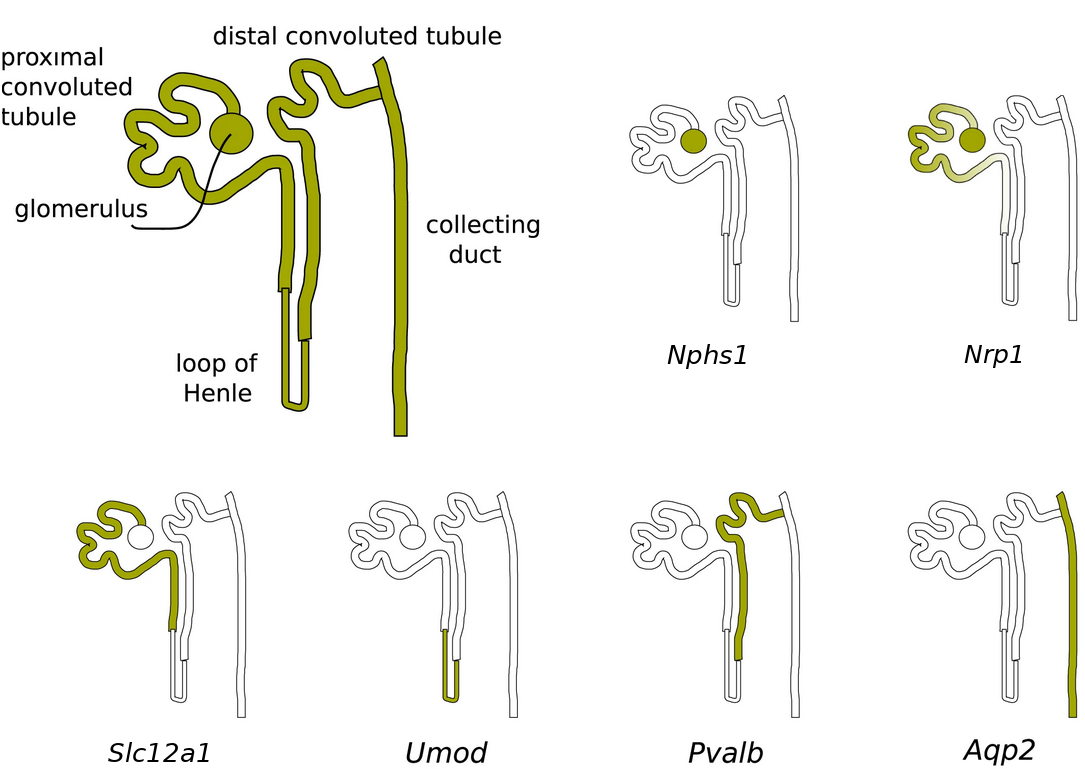 distal convoluted tubule
proximal
convoluted
tubule
glomerulus
collecting
duct
loop of
Henle
Nphs1
Nrp1
Slc12a1
Umod
Pvalb
Aqp2